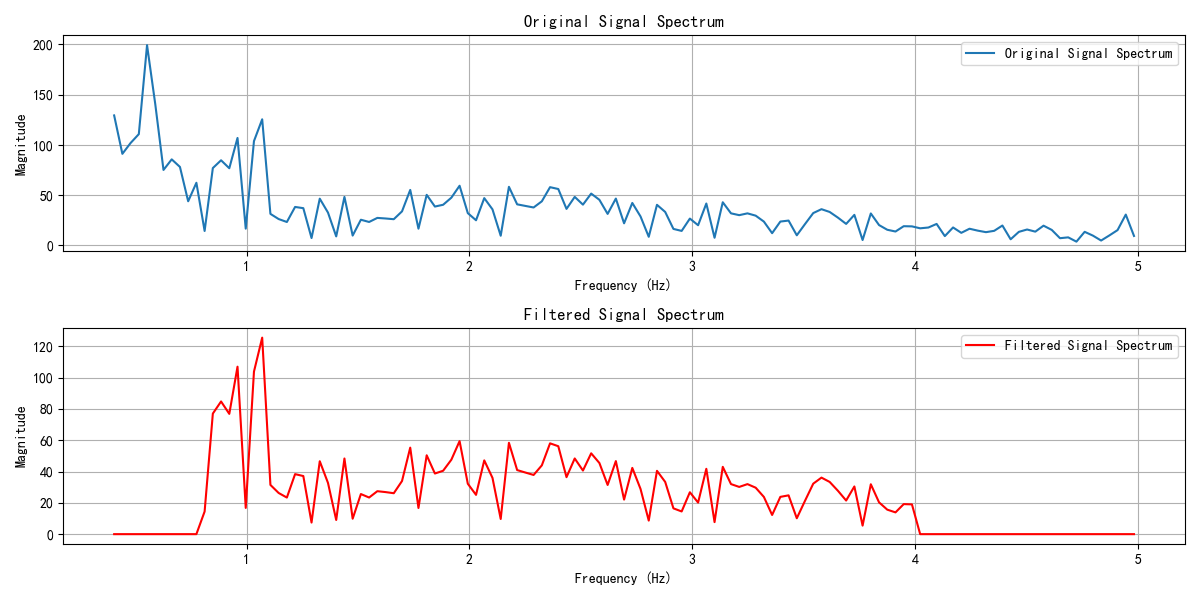 Original Signal Spectrum
200
150
100
50
0
Magnitude
Original Signal Spectrum
1 2 3 4 5
Frequency (Hz)
Filtered Signal Spectrum
120
100
80
60
40
20
0
Magnitude
Filtered Signal Spectrum
1 2 3 4 5
Frequency (Hz)